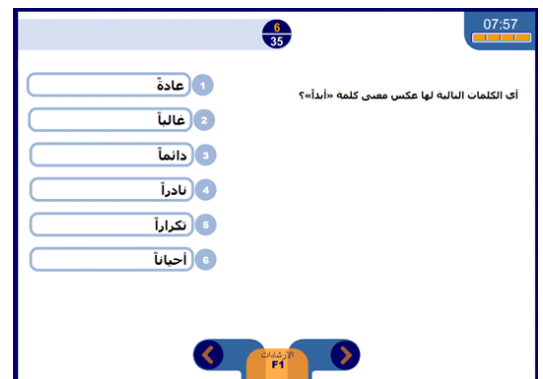 6
35
07:57
أي الكلمات التالية لها عكس معنى كلمة «أبداً»؟
1 عادةً
2 غالباً
3 دائماً
4 نادراً
5 تكراراً
6 أحياناً
الإرشادات
F1